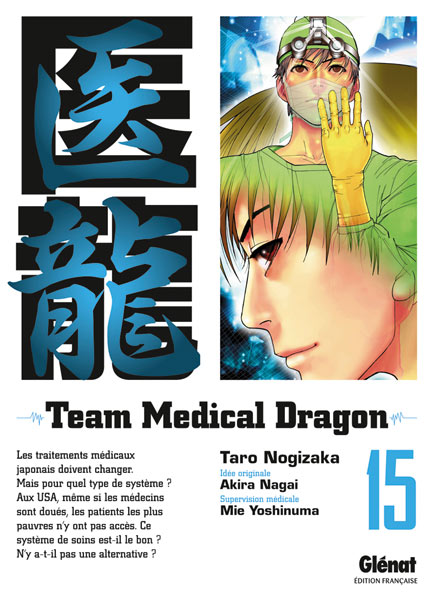 医龍
Team Medical Dragon
Les traitements médicaux
japonais doivent changer.
Mais pour quel type de système ?
Aux USA, même si les médecins
sont doués, les patients les plus
pauvres n'y ont pas accès. Ce
système de soins est-il le bon ?
N'y a-t-il pas une alternative ?
Taro Nogizaka
Idée originale
Akira Nagai
Supervision médicale
Mie Yoshinuma
15
Glénat
ÉDITION FRANÇAISE